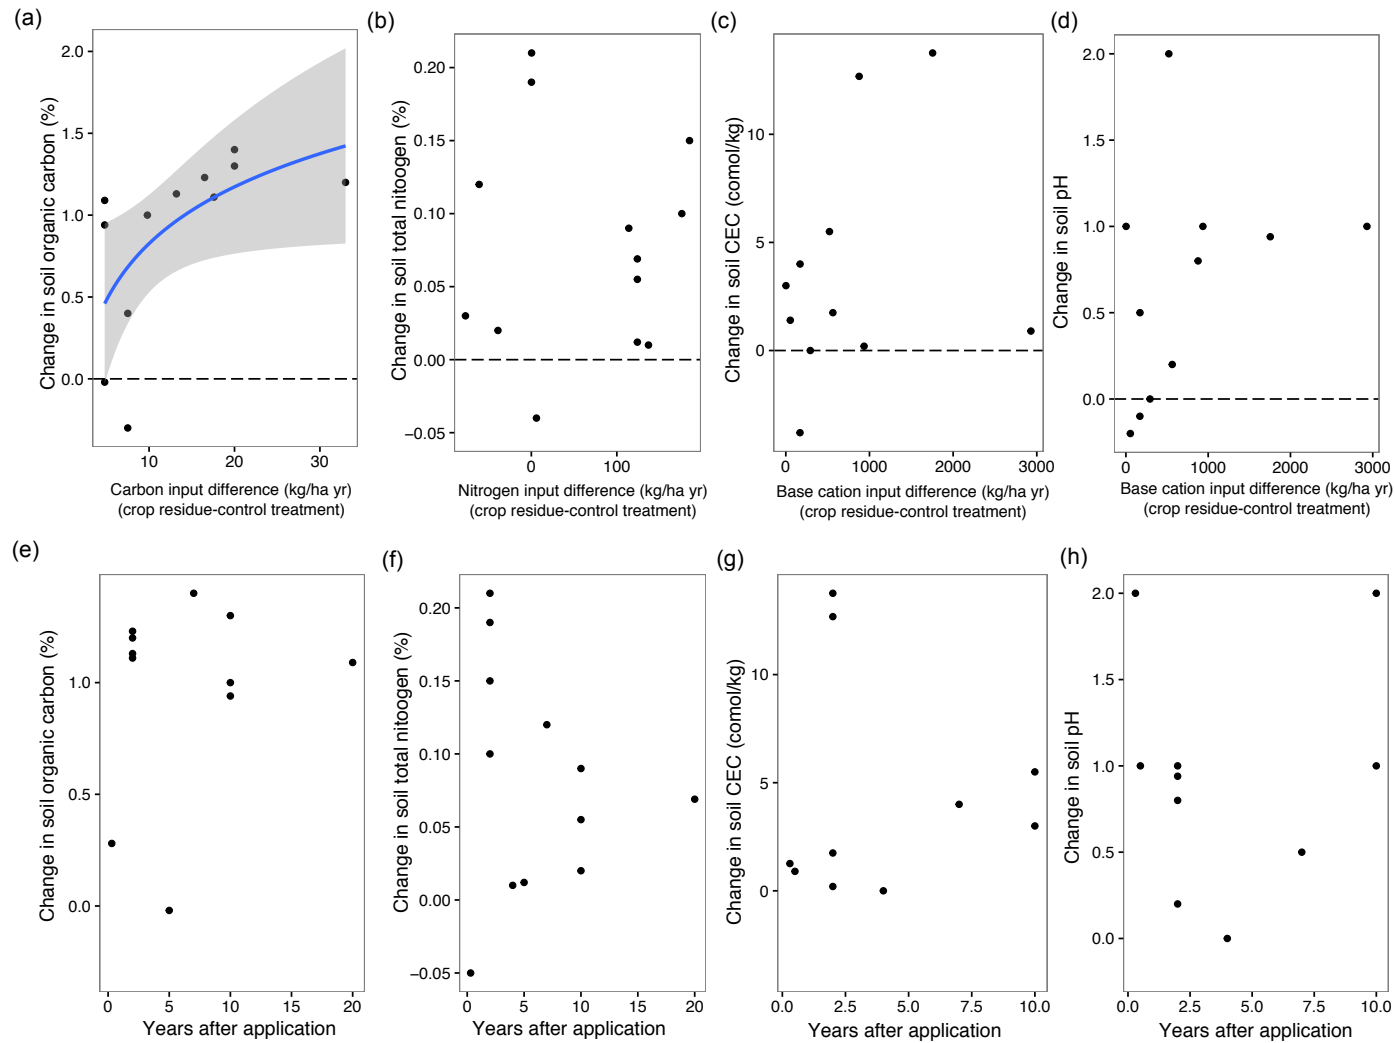 (a)
2.0
1.5
1.0
0.5
0.0
Change in soil organic carbon (%)
10 20 30
Carbon input difference (kg/ha yr)
(crop residue-control treatment)
(b)
0.20
0.15
0.10
0.05
0.00
−0.05
Change in soil total nitoogen (%)
0 100
Nitrogen input difference (kg/ha yr)
(crop residue-control treatment)
(c)
10
5
0
Change in soil CEC (comol/kg)
0 1000 2000 3000
Base cation input difference (kg/ha yr)
(crop residue-control treatment)
(d)
2.0
1.5
1.0
0.5
0.0
Change in soil pH
0 1000 2000 3000
Base cation input difference (kg/ha yr)
(crop residue-control treatment)
(e)
1.0
0.5
0.0
Change in soil organic carbon (%)
0 5 10 15 20
Years after application
(f)
0.20
0.15
0.10
0.05
0.00
−0.05
Change in soil total nitoogen (%)
0 5 10 15 20
Years after application
(g)
10
5
0
Change in soil CEC (comol/kg)
0.0 2.5 5.0 7.5 10.0
Years after application
(h)
2.0
1.5
1.0
0.5
0.0
Change in soil pH
0.0 2.5 5.0 7.5 10.0
Years after application